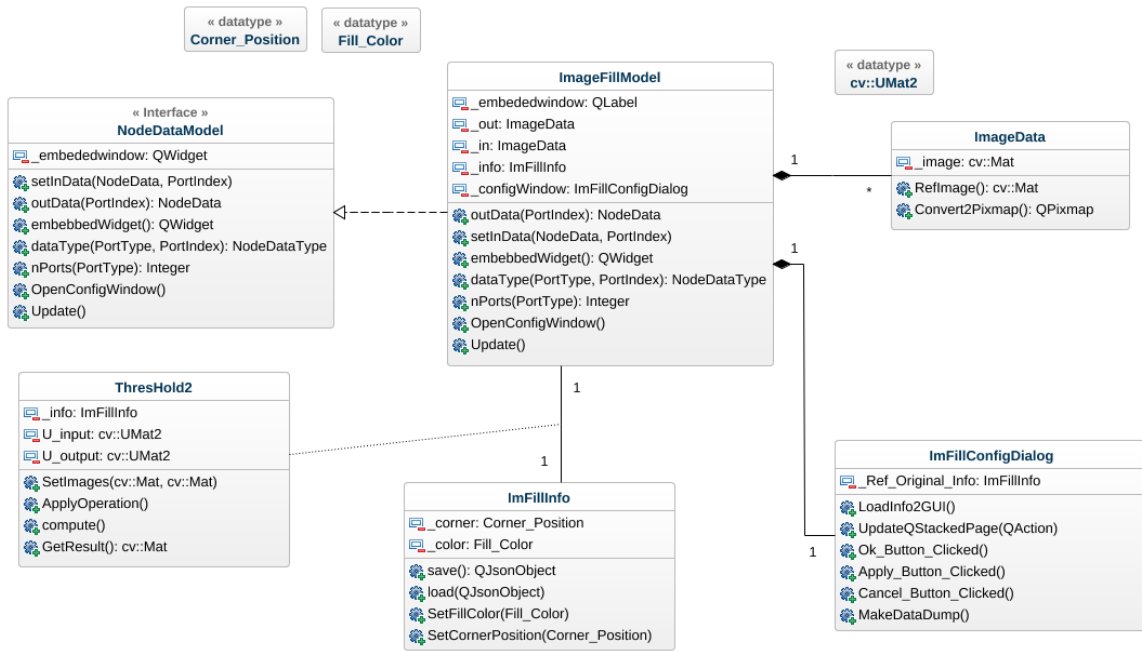 « datatype »
Corner_Position
« datatype »
Fill_Color
« datatype »
cv::UMat2
« Interface »
NodeDataModel
_embededwindow: QWidget
setInData(NodeData, PortIndex)
outData(PortIndex): NodeData
embebbedWidget(): QWidget
dataType(PortType, PortIndex): NodeDataType
nPorts(PortType): Integer
OpenConfigWindow()
Update()
ImageFillModel
_embededwindow: QLabel
_out: ImageData
_in: ImageData
_info: ImFillInfo
_configWindow: ImFillConfigDialog
outData(PortIndex): NodeData
setInData(NodeData, PortIndex)
embebbedWidget(): QWidget
dataType(PortType, PortIndex): NodeDataType
nPorts(PortType): Integer
OpenConfigWindow()
Update()
1
*
ImageData
_image: cv::Mat
RefImage(): cv::Mat
Convert2Pixmap(): QPixmap
1
1
ThresHold2
_info: ImFillInfo
U_input: cv::UMat2
U_output: cv::UMat2
SetImages(cv::Mat, cv::Mat)
ApplyOperation()
compute()
GetResult(): cv::Mat
1
1
ImFillInfo
_corner: Corner_Position
_color: Fill_Color
save(): QJsonObject
load(QJsonObject)
SetFillColor(Fill_Color)
SetCornerPosition(Corner_Position)
ImFillConfigDialog
_Ref_Original_Info: ImFillInfo
LoadInfo2GUI()
UpdateQStackedPage(QAction)
Ok_Button_Clicked()
Apply_Button_Clicked()
Cancel_Button_Clicked()
MakeDataDump()